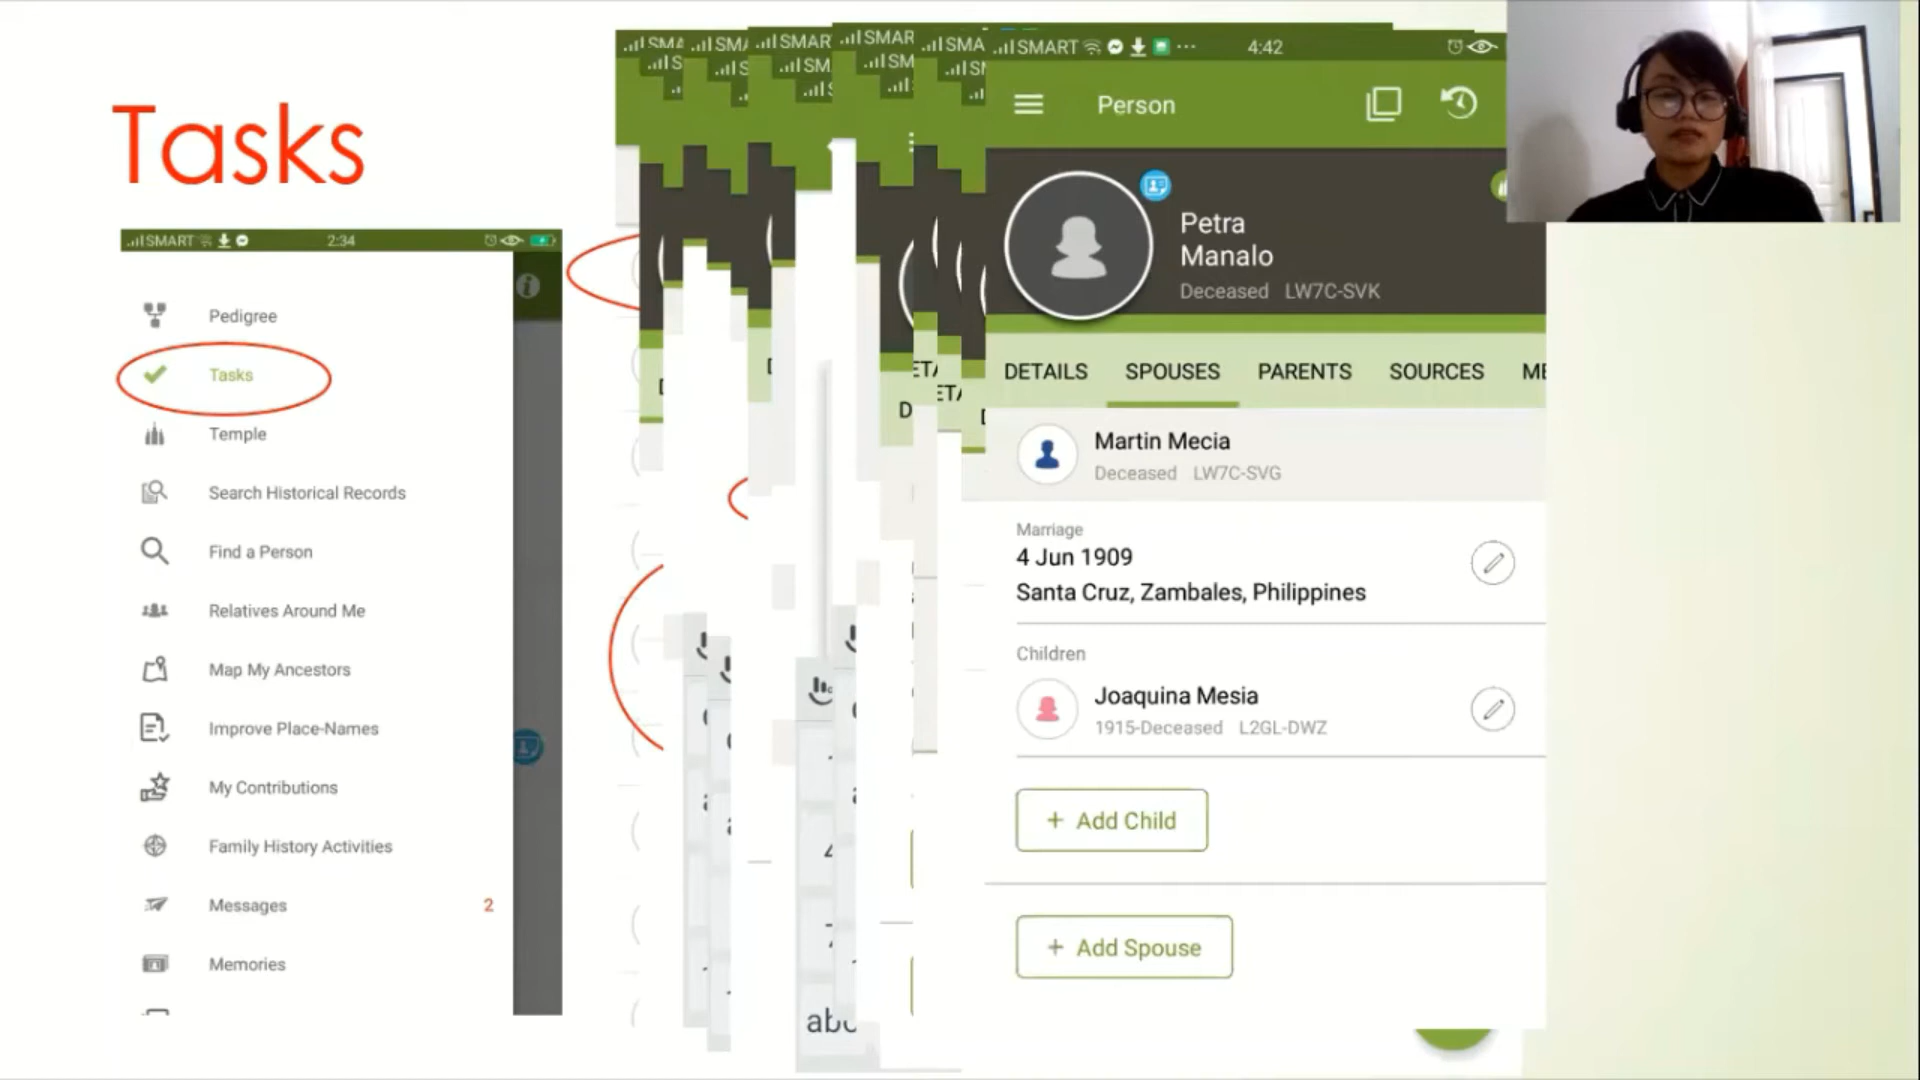 Tasks
SMART
2:34
Pedigree
Tasks
Temple
Search Historical Records
Find a Person
Relatives Around Me
Map My Ancestors
Improve Place-Names
My Contributions
Family History Activities
Messages 2
Memories
SMART 4:42
Person
Petra
Manalo
Deceased LW7C-SVK
DETAILS SPOUSES PARENTS SOURCES
Martin Mecia
Deceased LW7C-SVG
Marriage
4 Jun 1909
Santa Cruz, Zambales, Philippines
Children
Joaquina Mesia
1915-Deceased L2GL-DWZ
+ Add Child
+ Add Spouse